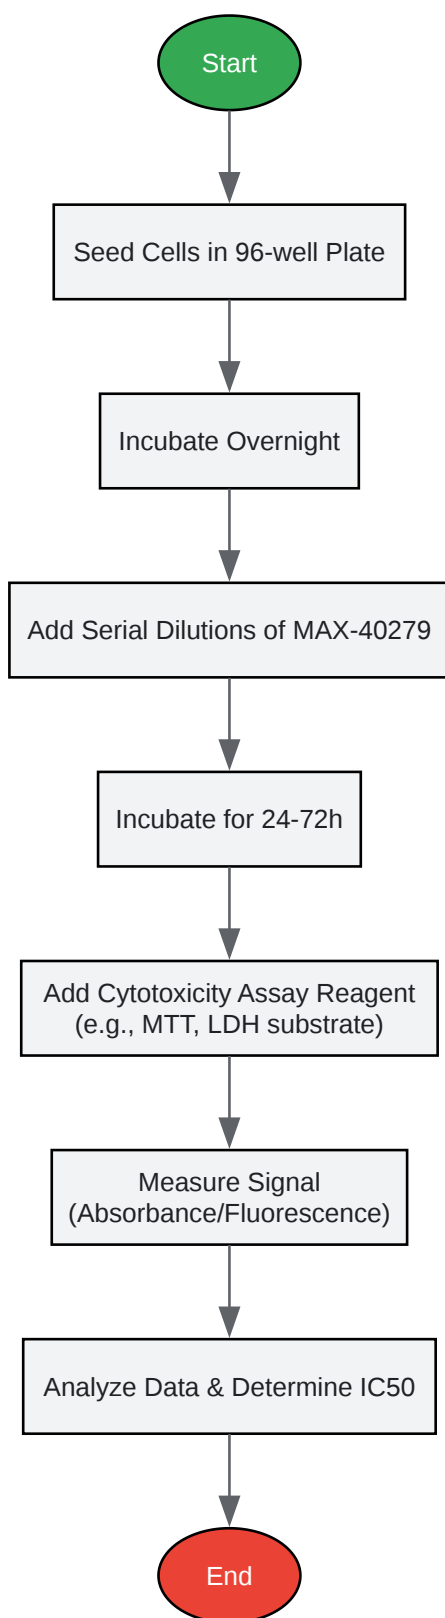 Start
Seed Cells in 96-well Plate
Incubate Overnight
Add Serial Dilutions of MAX-40279
Incubate for 24-72h
Add Cytotoxicity Assay Reagent
(e.g., MTT, LDH substrate)
Measure Signal
(Absorbance/Fluorescence)
Analyze Data & Determine IC50
End